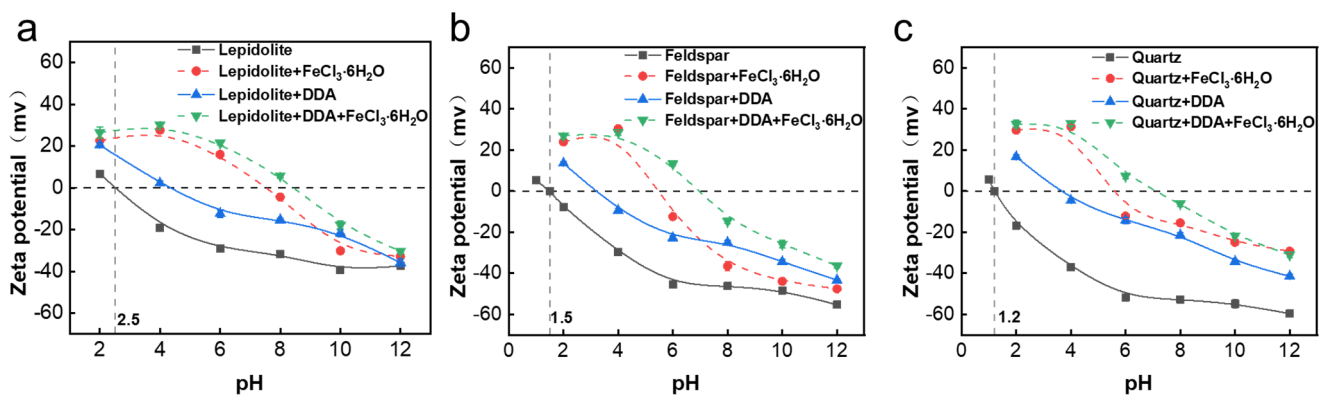 a
Zeta potential（mv）
60
40
20
0
-20
-40
-60
Lepidolite
Lepidolite+FeCl₃·6H₂O
Lepidolite+DDA
Lepidolite+DDA+FeCl₃·6H₂O
2.5
2 4 6 8 10 12
pH
b
Zeta potential（mv）
60
40
20
0
-20
-40
-60
Feldspar
Feldspar+FeCl₃·6H₂O
Feldspar+DDA
Feldspar+DDA+FeCl₃·6H₂O
1.5
0 2 4 6 8 10 12
pH
c
Zeta potential（mv）
60
40
20
0
-20
-40
-60
Quartz
Quartz+FeCl₃·6H₂O
Quartz+DDA
Quartz+DDA+FeCl₃·6H₂O
1.2
0 2 4 6 8 10 12
pH